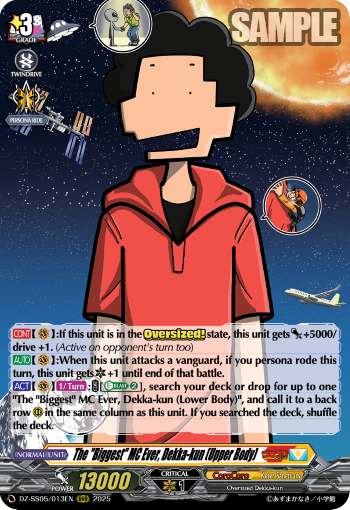 SAMPLE
3
GRADE
TWINDRIVE
PERSONA RIDE
CONT【 】:If this unit is in the Oversized! state, this unit gets +5000/
drive +1. (Active on opponent's turn too)
AUTO【 】:When this unit attacks a vanguard, if you persona rode this
turn, this unit gets +1 until end of that battle.
ACT【 】 1/Turn : [ BLAST 2], search your deck or drop for up to one
"The "Biggest" MC Ever, Dekka-kun (Lower Body)", and call it to a back
row in the same column as this unit. If you searched the deck, shuffle
the deck.
NORMAL UNIT
The "Biggest" MC Ever, Dekka-kun (Upper Body)
POWER 13000
CRITICAL
1
CoroCoro
Oversized Dekka-kun
D DZ-SS05/013EN RRR 2025
©あずまかなき／小学館